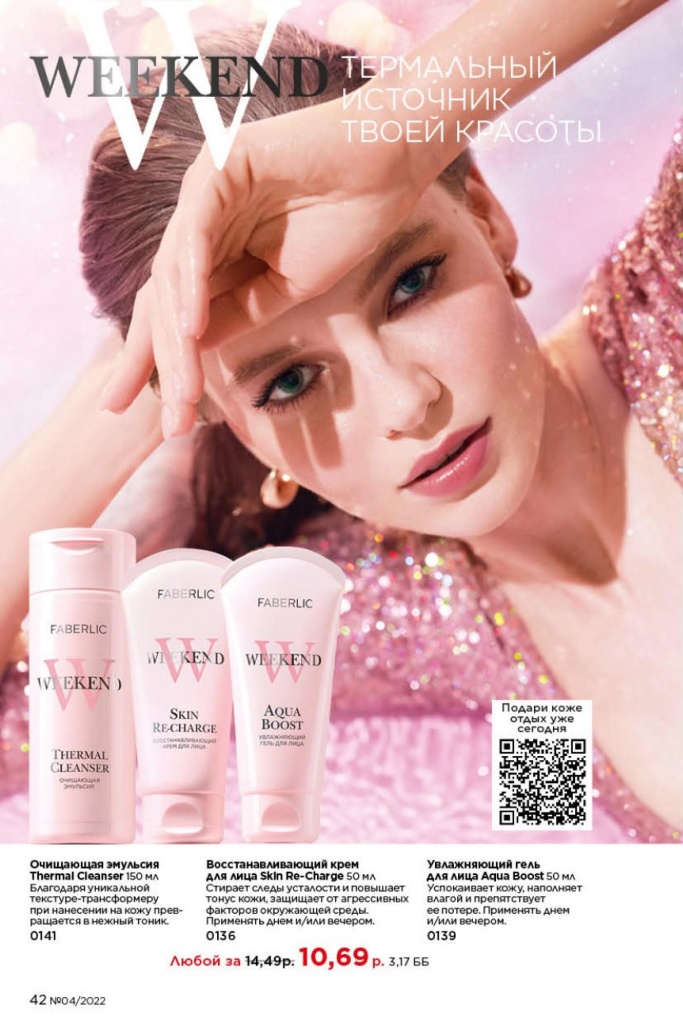 WEEKEND
ТЕРМАЛЬНЫЙ
ИСТОЧНИК
ТВОЕЙ КРАСОТЫ
FABERLIC
WEEKEND
THERMAL
CLEANSER
ОЧИЩАЮЩАЯ
ЭМУЛЬСИЯ
FABERLIC
WEEKEND
SKIN
RE-CHARGE
ВОССТАНАВЛИВАЮЩИЙ
КРЕМ ДЛЯ ЛИЦА
FABERLIC
WEEKEND
AQUA
BOOST
УВЛАЖНЯЮЩИЙ
ГЕЛЬ ДЛЯ ЛИЦА
Подари коже
отдых уже
сегодня
Очищающая эмульсия
Thermal Cleanser 150 мл
Благодаря уникальной
текстуре-трансформеру
при нанесении на кожу прев-
ращается в нежный тоник.
0141
Восстанавливающий крем
для лица Skin Re-Charge 50 мл
Стирает следы усталости и повышает
тонус кожи, защищает от агрессивных
факторов окружающей среды.
Применять днем и/или вечером.
0136
Увлажняющий гель
для лица Aqua Boost 50 мл
Успокаивает кожу, наполняет
влагой и препятствует
ее потере. Применять днем
и/или вечером.
0139
Любой за 14,49р. 10,69 р. 3,17 ББ
42 №04/2022